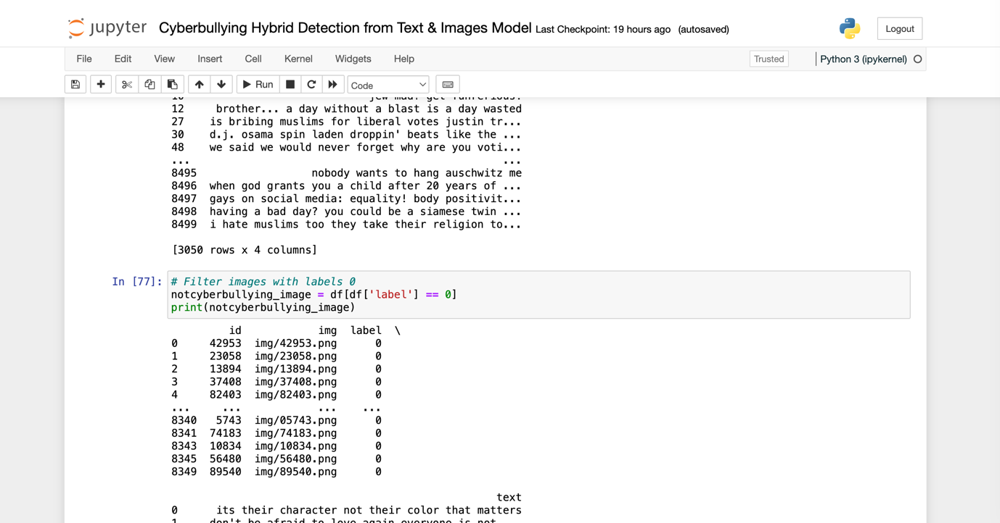 jupyter Cyberbullying Hybrid Detection from Text & Images Model Last Checkpoint: 19 hours ago (autosaved) Logout
File Edit View Insert Cell Kernel Widgets Help Trusted Python 3 (ipykernel)
Run Code
12 brother... a day without a blast is a day wasted
27 is bribing muslims for liberal votes justin tr...
30 d.j. osama spin laden droppin' beats like the ...
48 we said we would never forget why are you voti...
... ...
8495 nobody wants to hang auschwitz me
8496 when god grants you a child after 20 years of ...
8497 gays on social media: equality! body positivit...
8498 having a bad day? you could be a siamese twin ...
8499 i hate muslims too they take their religion to...
[3050 rows x 4 columns]
In [77]: # Filter images with labels 0
notcyberbullying_image = df[df['label'] == 0]
print(notcyberbullying_image)
id img label \
0 42953 img/42953.png 0
1 23058 img/23058.png 0
2 13894 img/13894.png 0
3 37408 img/37408.png 0
4 82403 img/82403.png 0
... ... ... ...
8340 5743 img/05743.png 0
8341 74183 img/74183.png 0
8343 10834 img/10834.png 0
8345 56480 img/56480.png 0
8349 89540 img/89540.png 0
text
0 its their character not their color that matters
1 don't be afraid to love again everyone is not